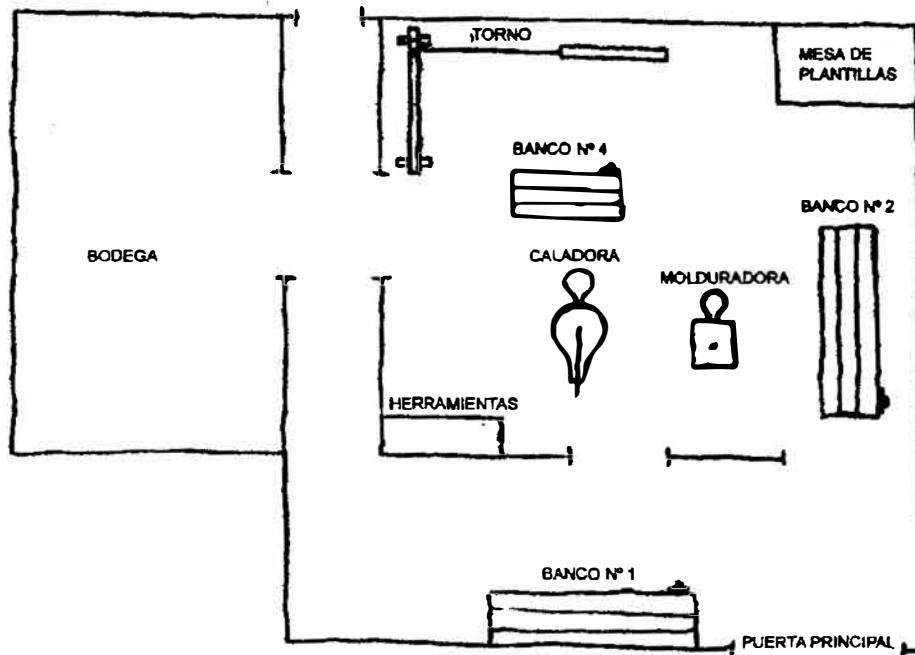 TORNO
MESA DE
PLANTILLAS
BANCO Nº 4
BANCO Nº 2
BODEGA
CALADORA
MOLDURADORA
HERRAMIENTAS
BANCO Nº 1
PUERTA PRINCIPAL